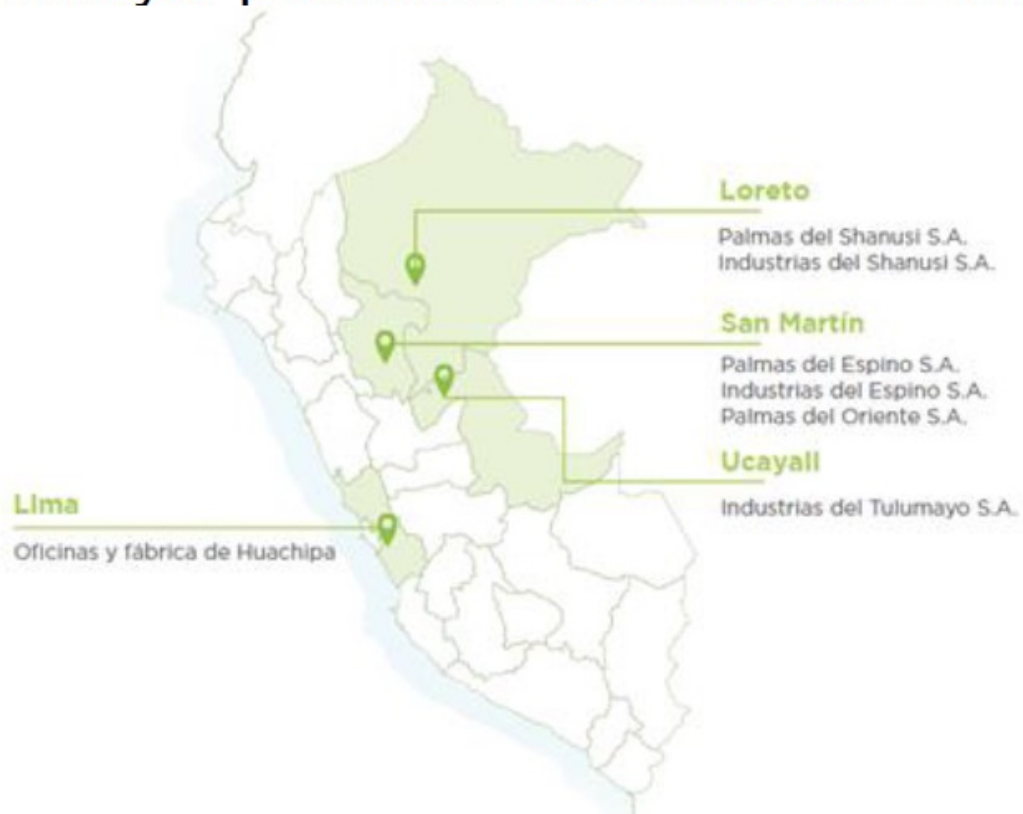 Loreto
Palmas del Shanusi S.A.
Industrias del Shanusi S.A.
San Martín
Palmas del Espino S.A.
Industrias del Espino S.A.
Palmas del Oriente S.A.
Ucayali
Industrias del Tulumayo S.A.
Lima
Oficinas y fábrica de Huachipa